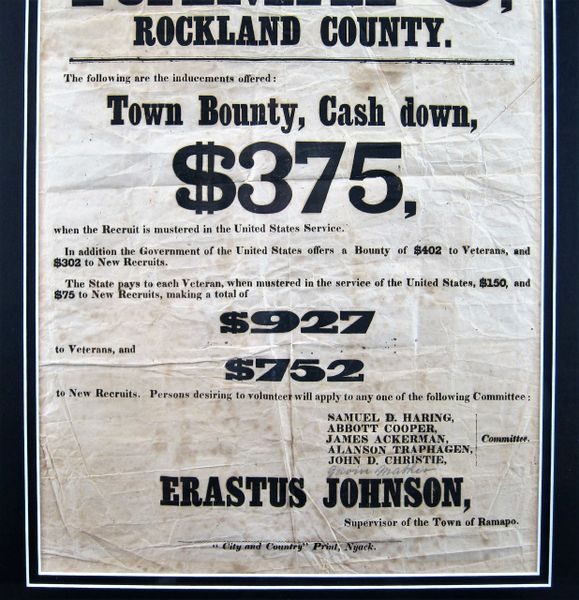 ROCKLAND COUNTY.
The following are the inducements offered:
Town Bounty, Cash down,
$375,
when the Recruit is mustered in the United States Service.
In addition the Government of the United States offers a Bounty of $402 to Veterans, and
$302 to New Recruits.
The State pays to each Veteran, when mustered in the service of the United States, $150, and
$75 to New Recruits, making a total of
$927
to Veterans, and
$752
to New Recruits. Persons desiring to volunteer will apply to any one of the following Committee:
SAMUEL D. HARING,
ABBOTT COOPER,
JAMES ACKERMAN, Committee.
ALANSON TRAPHAGEN,
JOHN D. CHRISTIE,
ERASTUS JOHNSON,
Supervisor of the Town of Ramapo.
"City and Country" Print, Nyack.